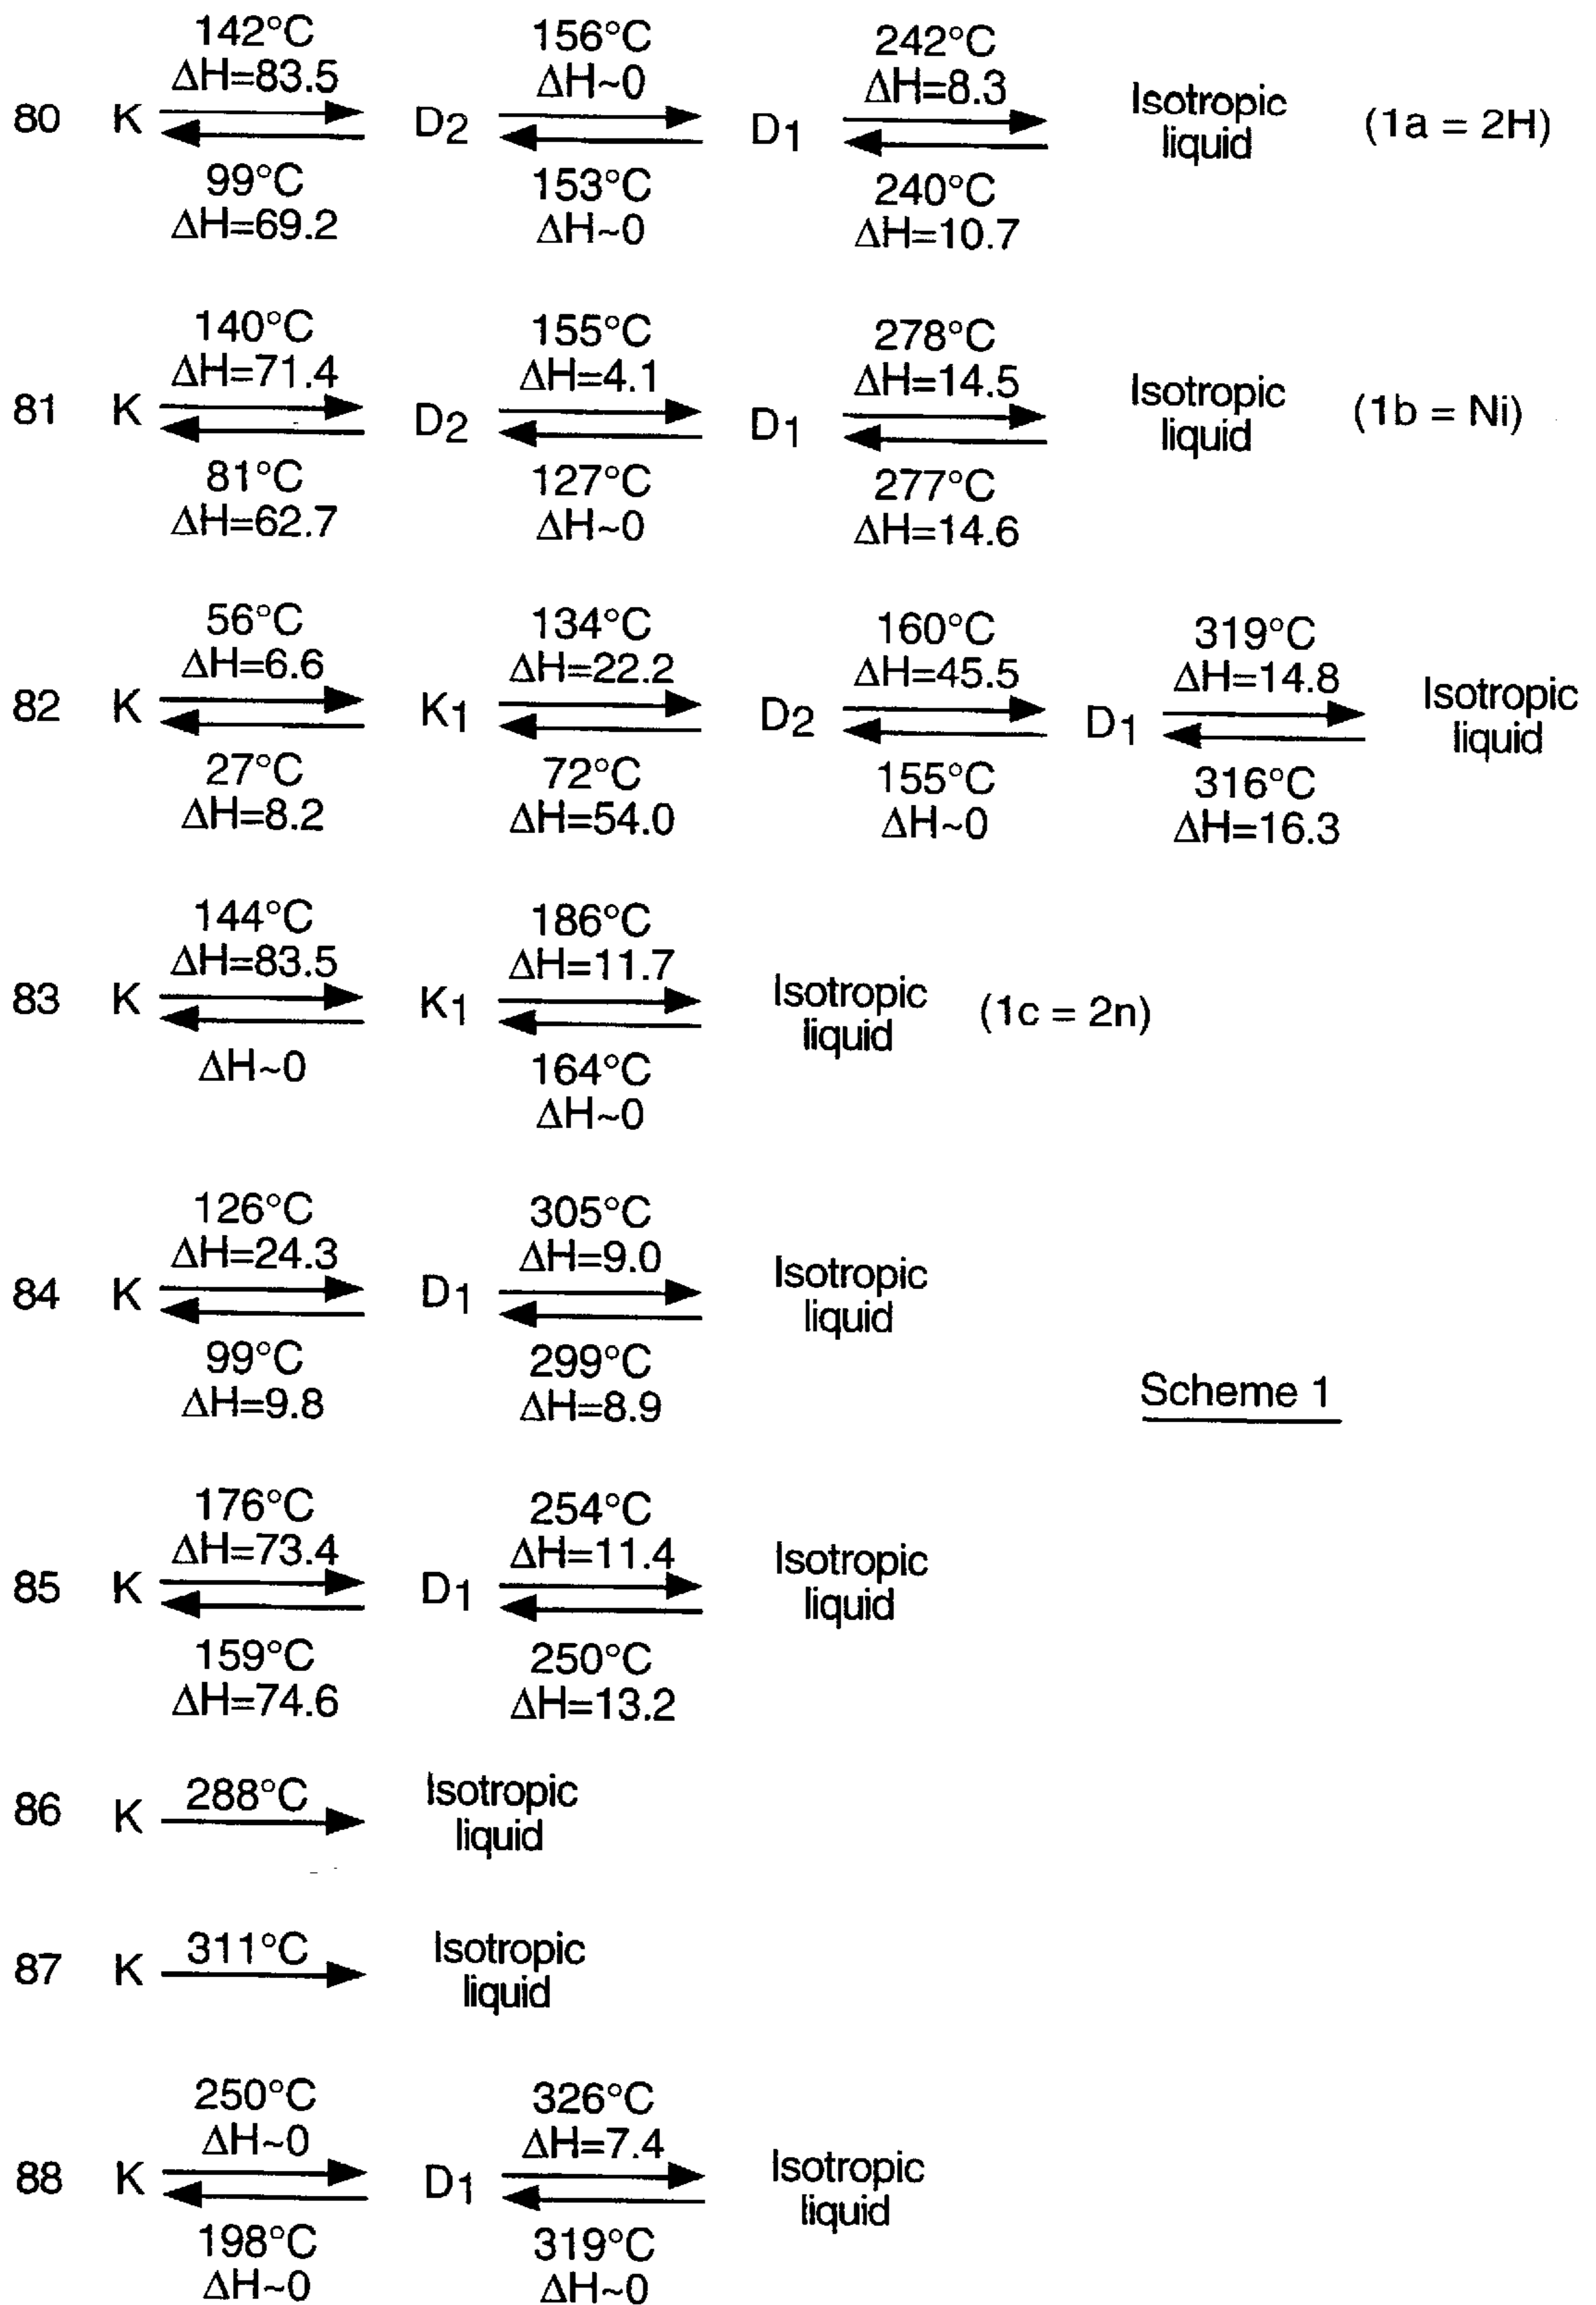 142°C 156°C 242°C
ΔH=83.5 ΔH~0 ΔH=8.3
80 K D2 D1 Isotropic liquid (1a = 2H)
99°C 153°C 240°C
ΔH=69.2 ΔH~0 ΔH=10.7
140°C 155°C 278°C
ΔH=71.4 ΔH=4.1 ΔH=14.5
81 K D2 D1 Isotropic liquid (1b = Ni)
81°C 127°C 277°C
ΔH=62.7 ΔH~0 ΔH=14.6
56°C 134°C 160°C 319°C
ΔH=6.6 ΔH=22.2 ΔH=45.5 ΔH=14.8
82 K K1 D2 D1 Isotropic liquid
27°C 72°C 155°C 316°C
ΔH=8.2 ΔH=54.0 ΔH~0 ΔH=16.3
144°C 186°C
ΔH=83.5 ΔH=11.7
83 K K1 Isotropic liquid (1c = 2n)
ΔH~0 164°C
ΔH~0
126°C 305°C
ΔH=24.3 ΔH=9.0
84 K D1 Isotropic liquid
99°C 299°C
ΔH=9.8 ΔH=8.9
Scheme 1
176°C 254°C
ΔH=73.4 ΔH=11.4
85 K D1 Isotropic liquid
159°C 250°C
ΔH=74.6 ΔH=13.2
288°C
86 K Isotropic liquid
311°C
87 K Isotropic liquid
250°C 326°C
ΔH~0 ΔH=7.4
88 K D1 Isotropic liquid
198°C 319°C
ΔH~0 ΔH~0